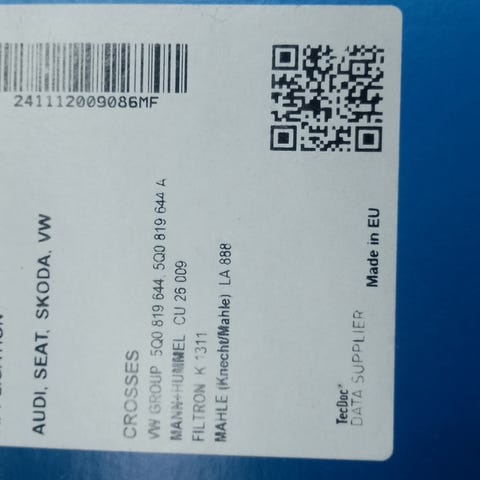 241112009086MF
AUDI, SEAT, SKODA, VW
CROSSES
VW GROUP 5Q0 819 644, 5Q0 819 644 A
MANN+HUMMEL CU 26 009
FILTRON K 1311
MAHLE (Knecht/Mahle) LA 888
TecDoc®
DATA SUPPLIER
Made in EU